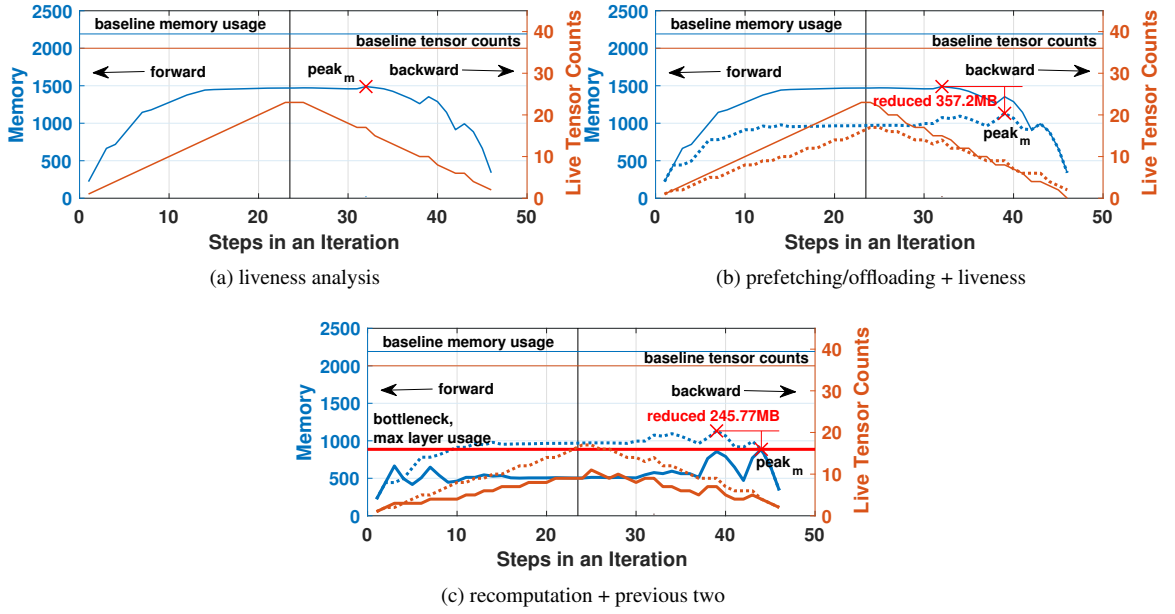 2500
2000
1500
1000
500
0
Memory
baseline memory usage
baseline tensor counts
forward
peak m
backward
40
30
20
10
0
Live Tensor Counts
0 10 20 30 40 50
Steps in an Iteration
(a) liveness analysis
2500
2000
1500
1000
500
0
Memory
baseline memory usage
baseline tensor counts
forward
backward
reduced 357.2MB
peak m
40
30
20
10
0
Live Tensor Counts
0 10 20 30 40 50
Steps in an Iteration
(b) prefetching/offloading + liveness
2500
2000
1500
1000
500
0
Memory
baseline memory usage
baseline tensor counts
forward
backward
bottleneck,
max layer usage
reduced 245.77MB
peak m
40
30
20
10
0
Live Tensor Counts
0 10 20 30 40 50
Steps in an Iteration
(c) recomputation + previous two